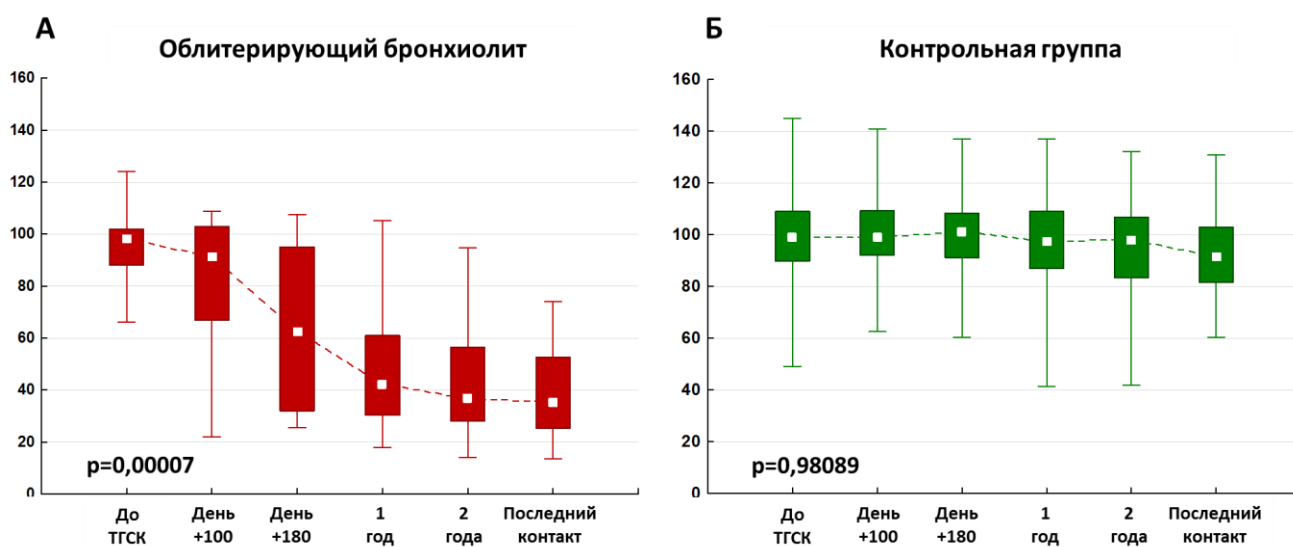 А
Облитерирующий бронхиолит
160
140
120
100
80
60
40
20
0
p=0,00007
До ТГСК
День +100
День +180
1 год
2 года
Последний контакт
Б
Контрольная группа
160
140
120
100
80
60
40
20
0
p=0,98089
До ТГСК
День +100
День +180
1 год
2 года
Последний контакт